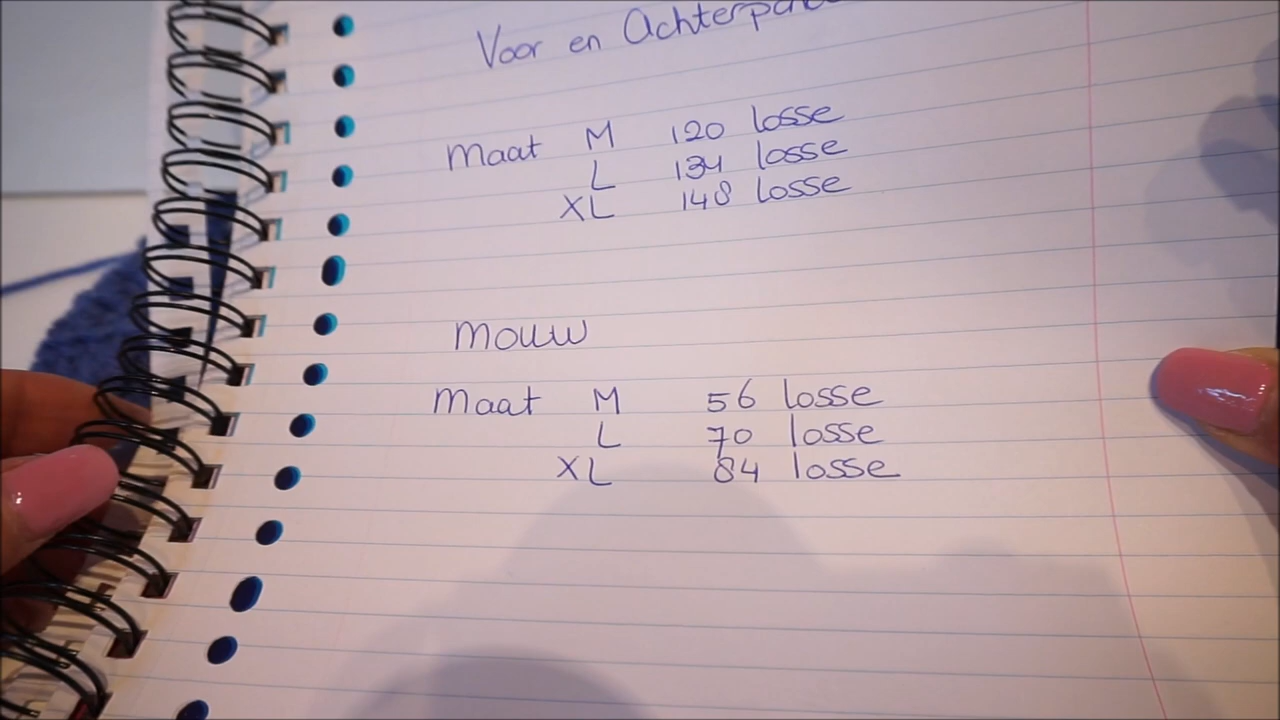 Voor en Achterpand
Maat M 120 losse
L 134 losse
XL 148 losse
Mouw
Maat M 56 losse
L 70 losse
XL 84 losse